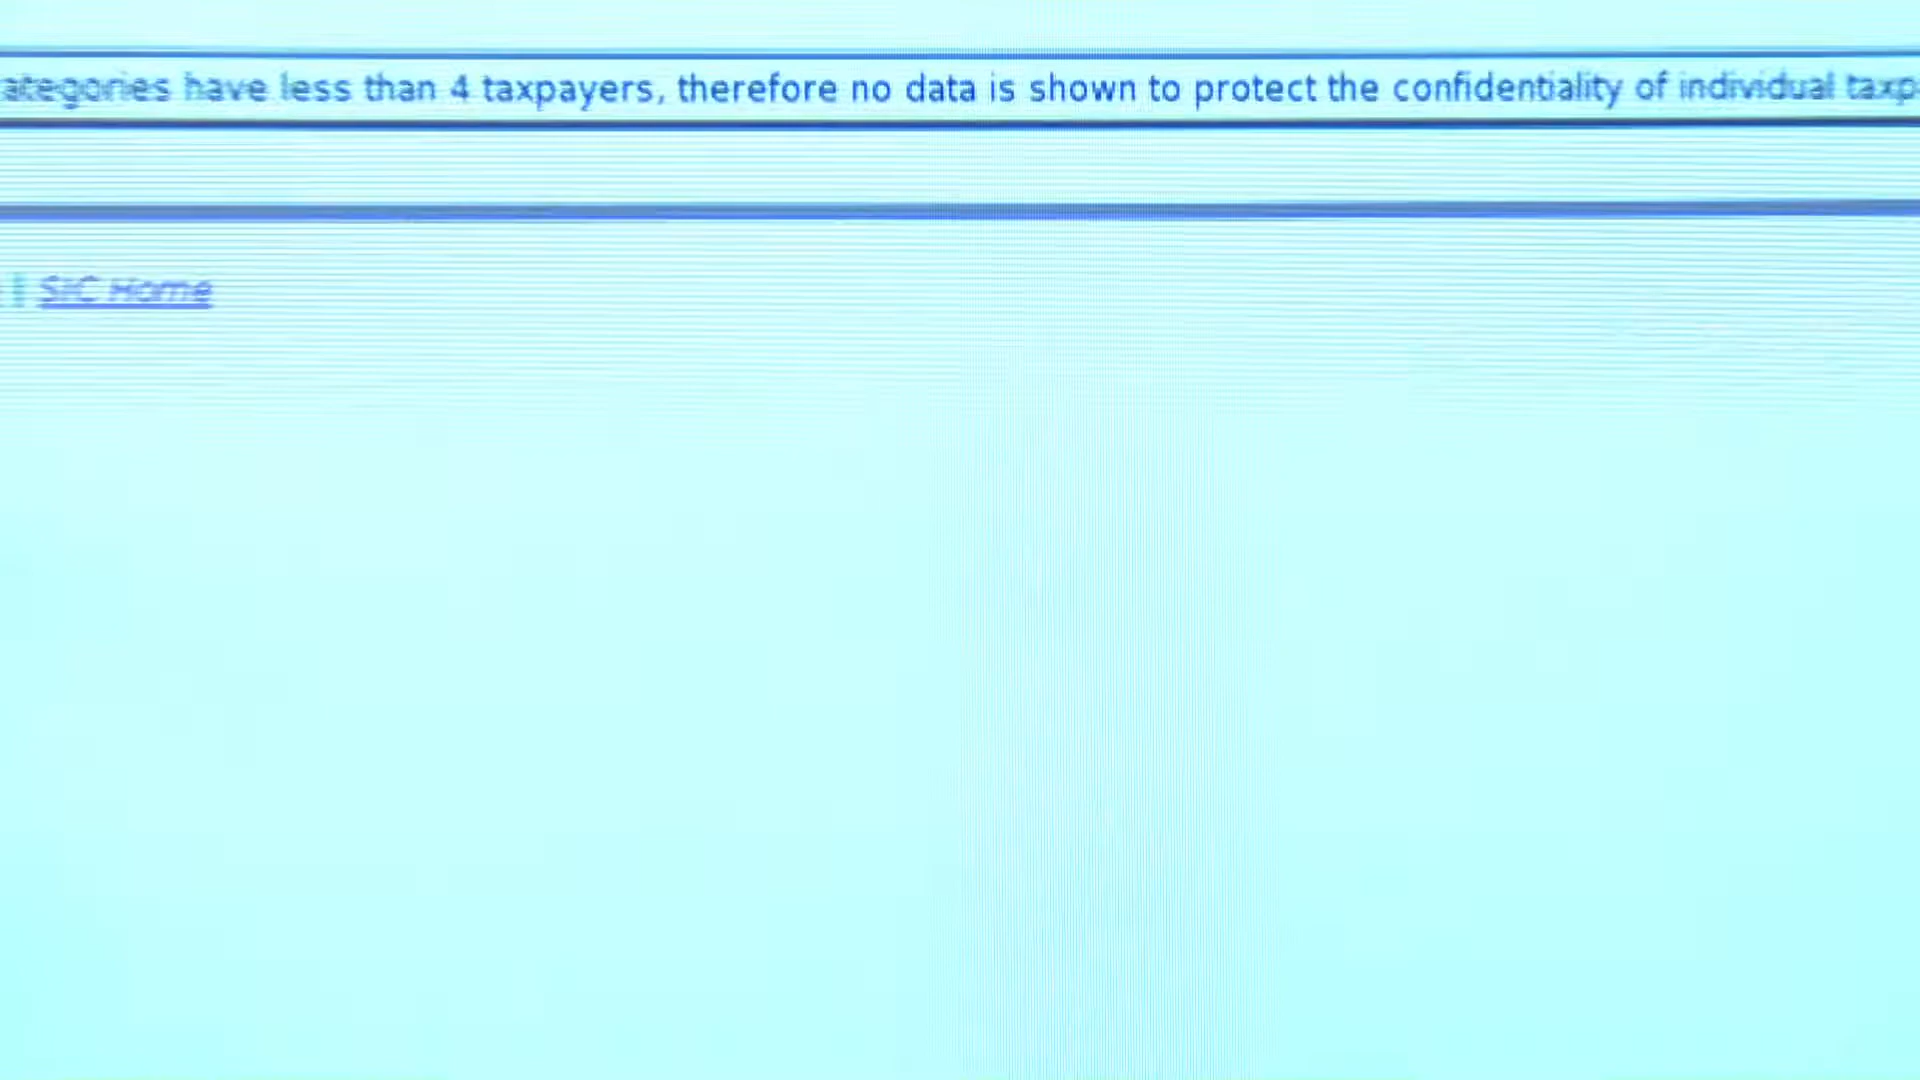 ategories have less than 4 taxpayers, therefore no data is shown to protect the confidentiality of individual taxp
| SIC Home